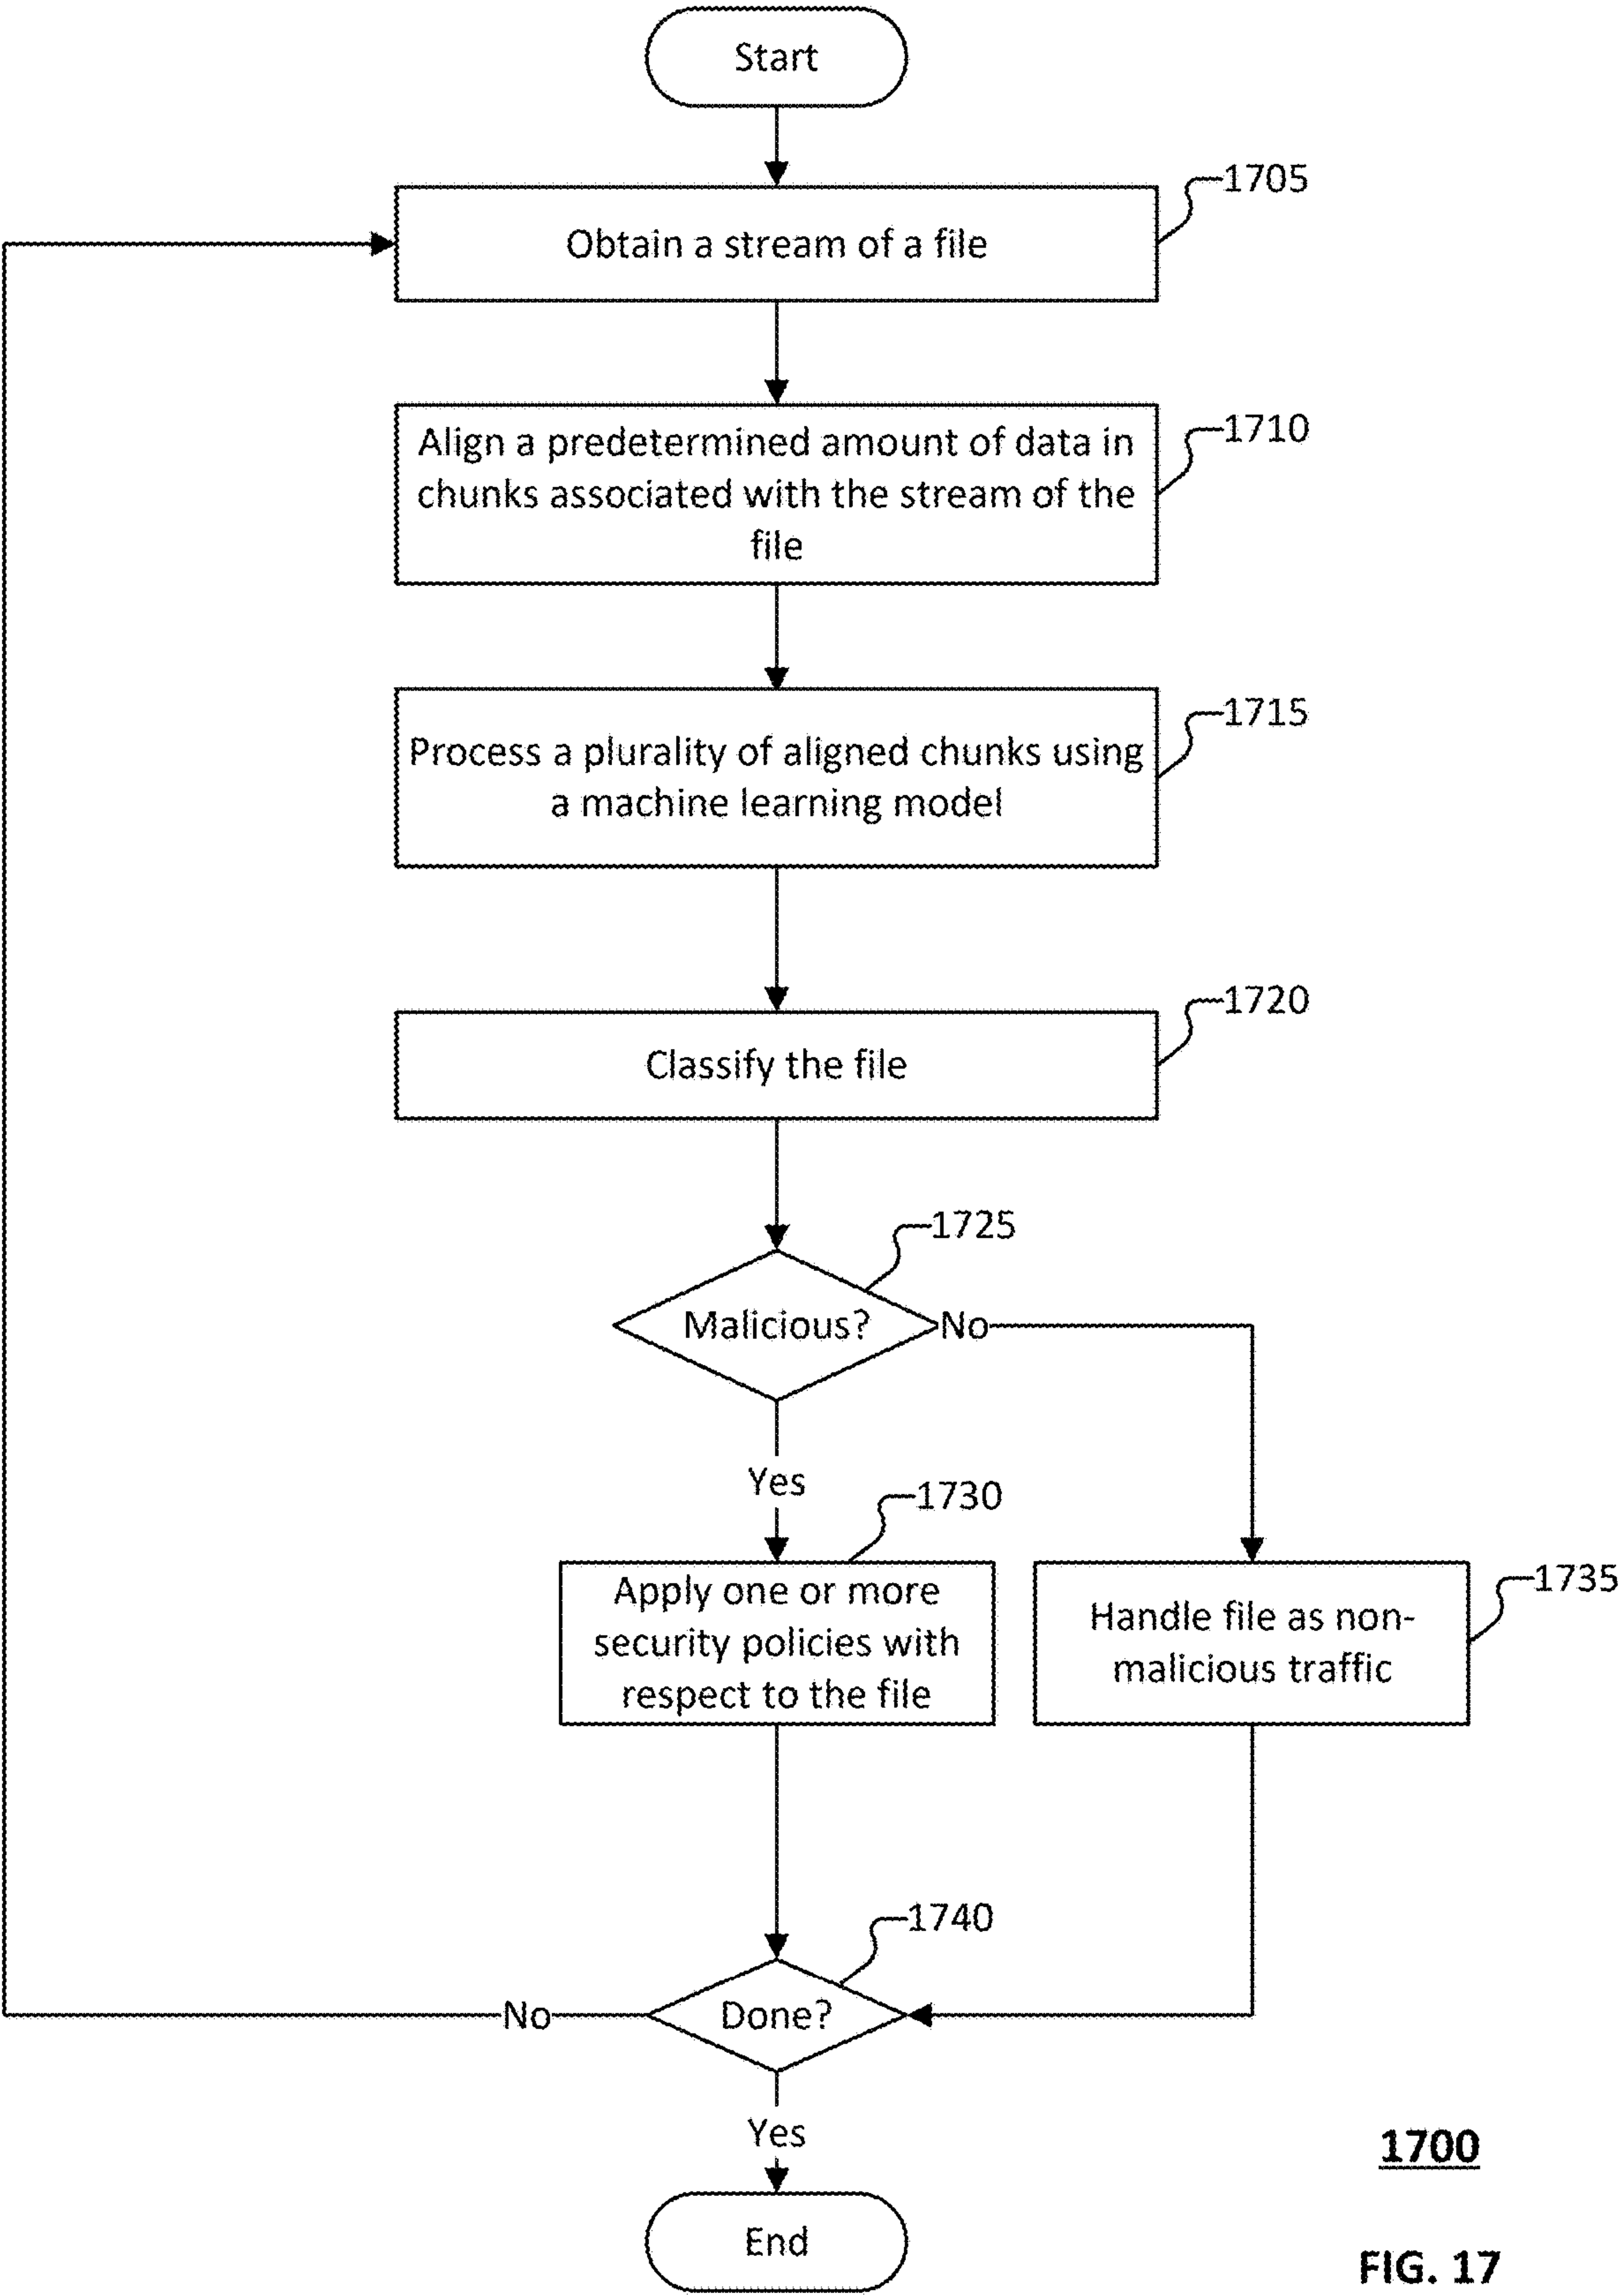 Start
1705
Obtain a stream of a file
1710
Align a predetermined amount of data in
chunks associated with the stream of the
file
1715
Process a plurality of aligned chunks using
a machine learning model
1720
Classify the file
1725
Malicious?
No
Yes
1730
Apply one or more
security policies with
respect to the file
1735
Handle file as non-
malicious traffic
1740
Done?
No
Yes
End
1700
FIG. 17